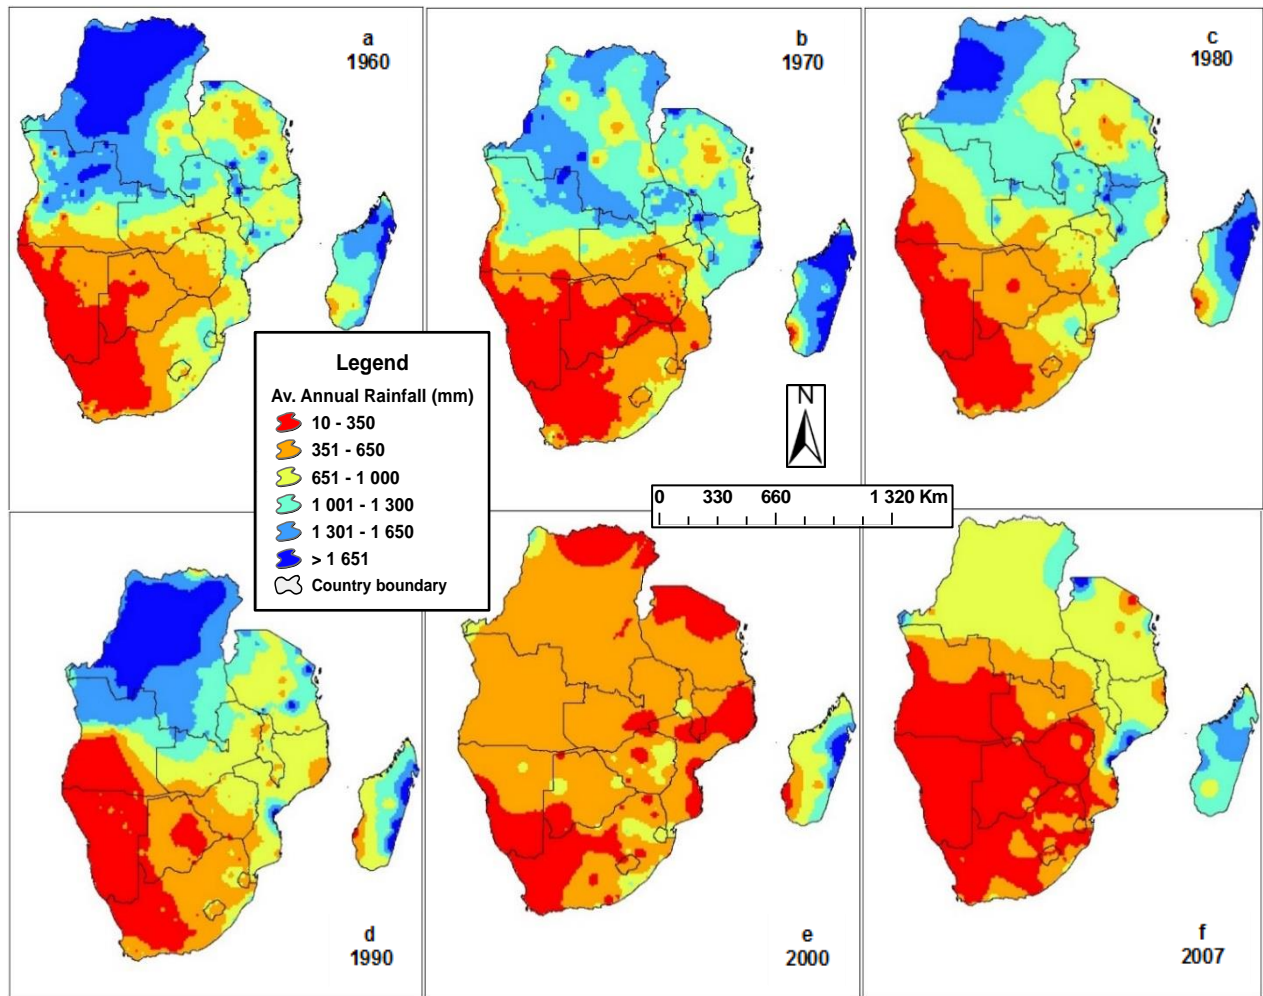 a
1960
b
1970
c
1980
Legend
Av. Annual Rainfall (mm)
10 - 350
351 - 650
651 - 1 000
1 001 - 1 300
1 301 - 1 650
> 1 651
Country boundary
N
0 330 660 1 320 Km
d
1990
e
2000
f
2007